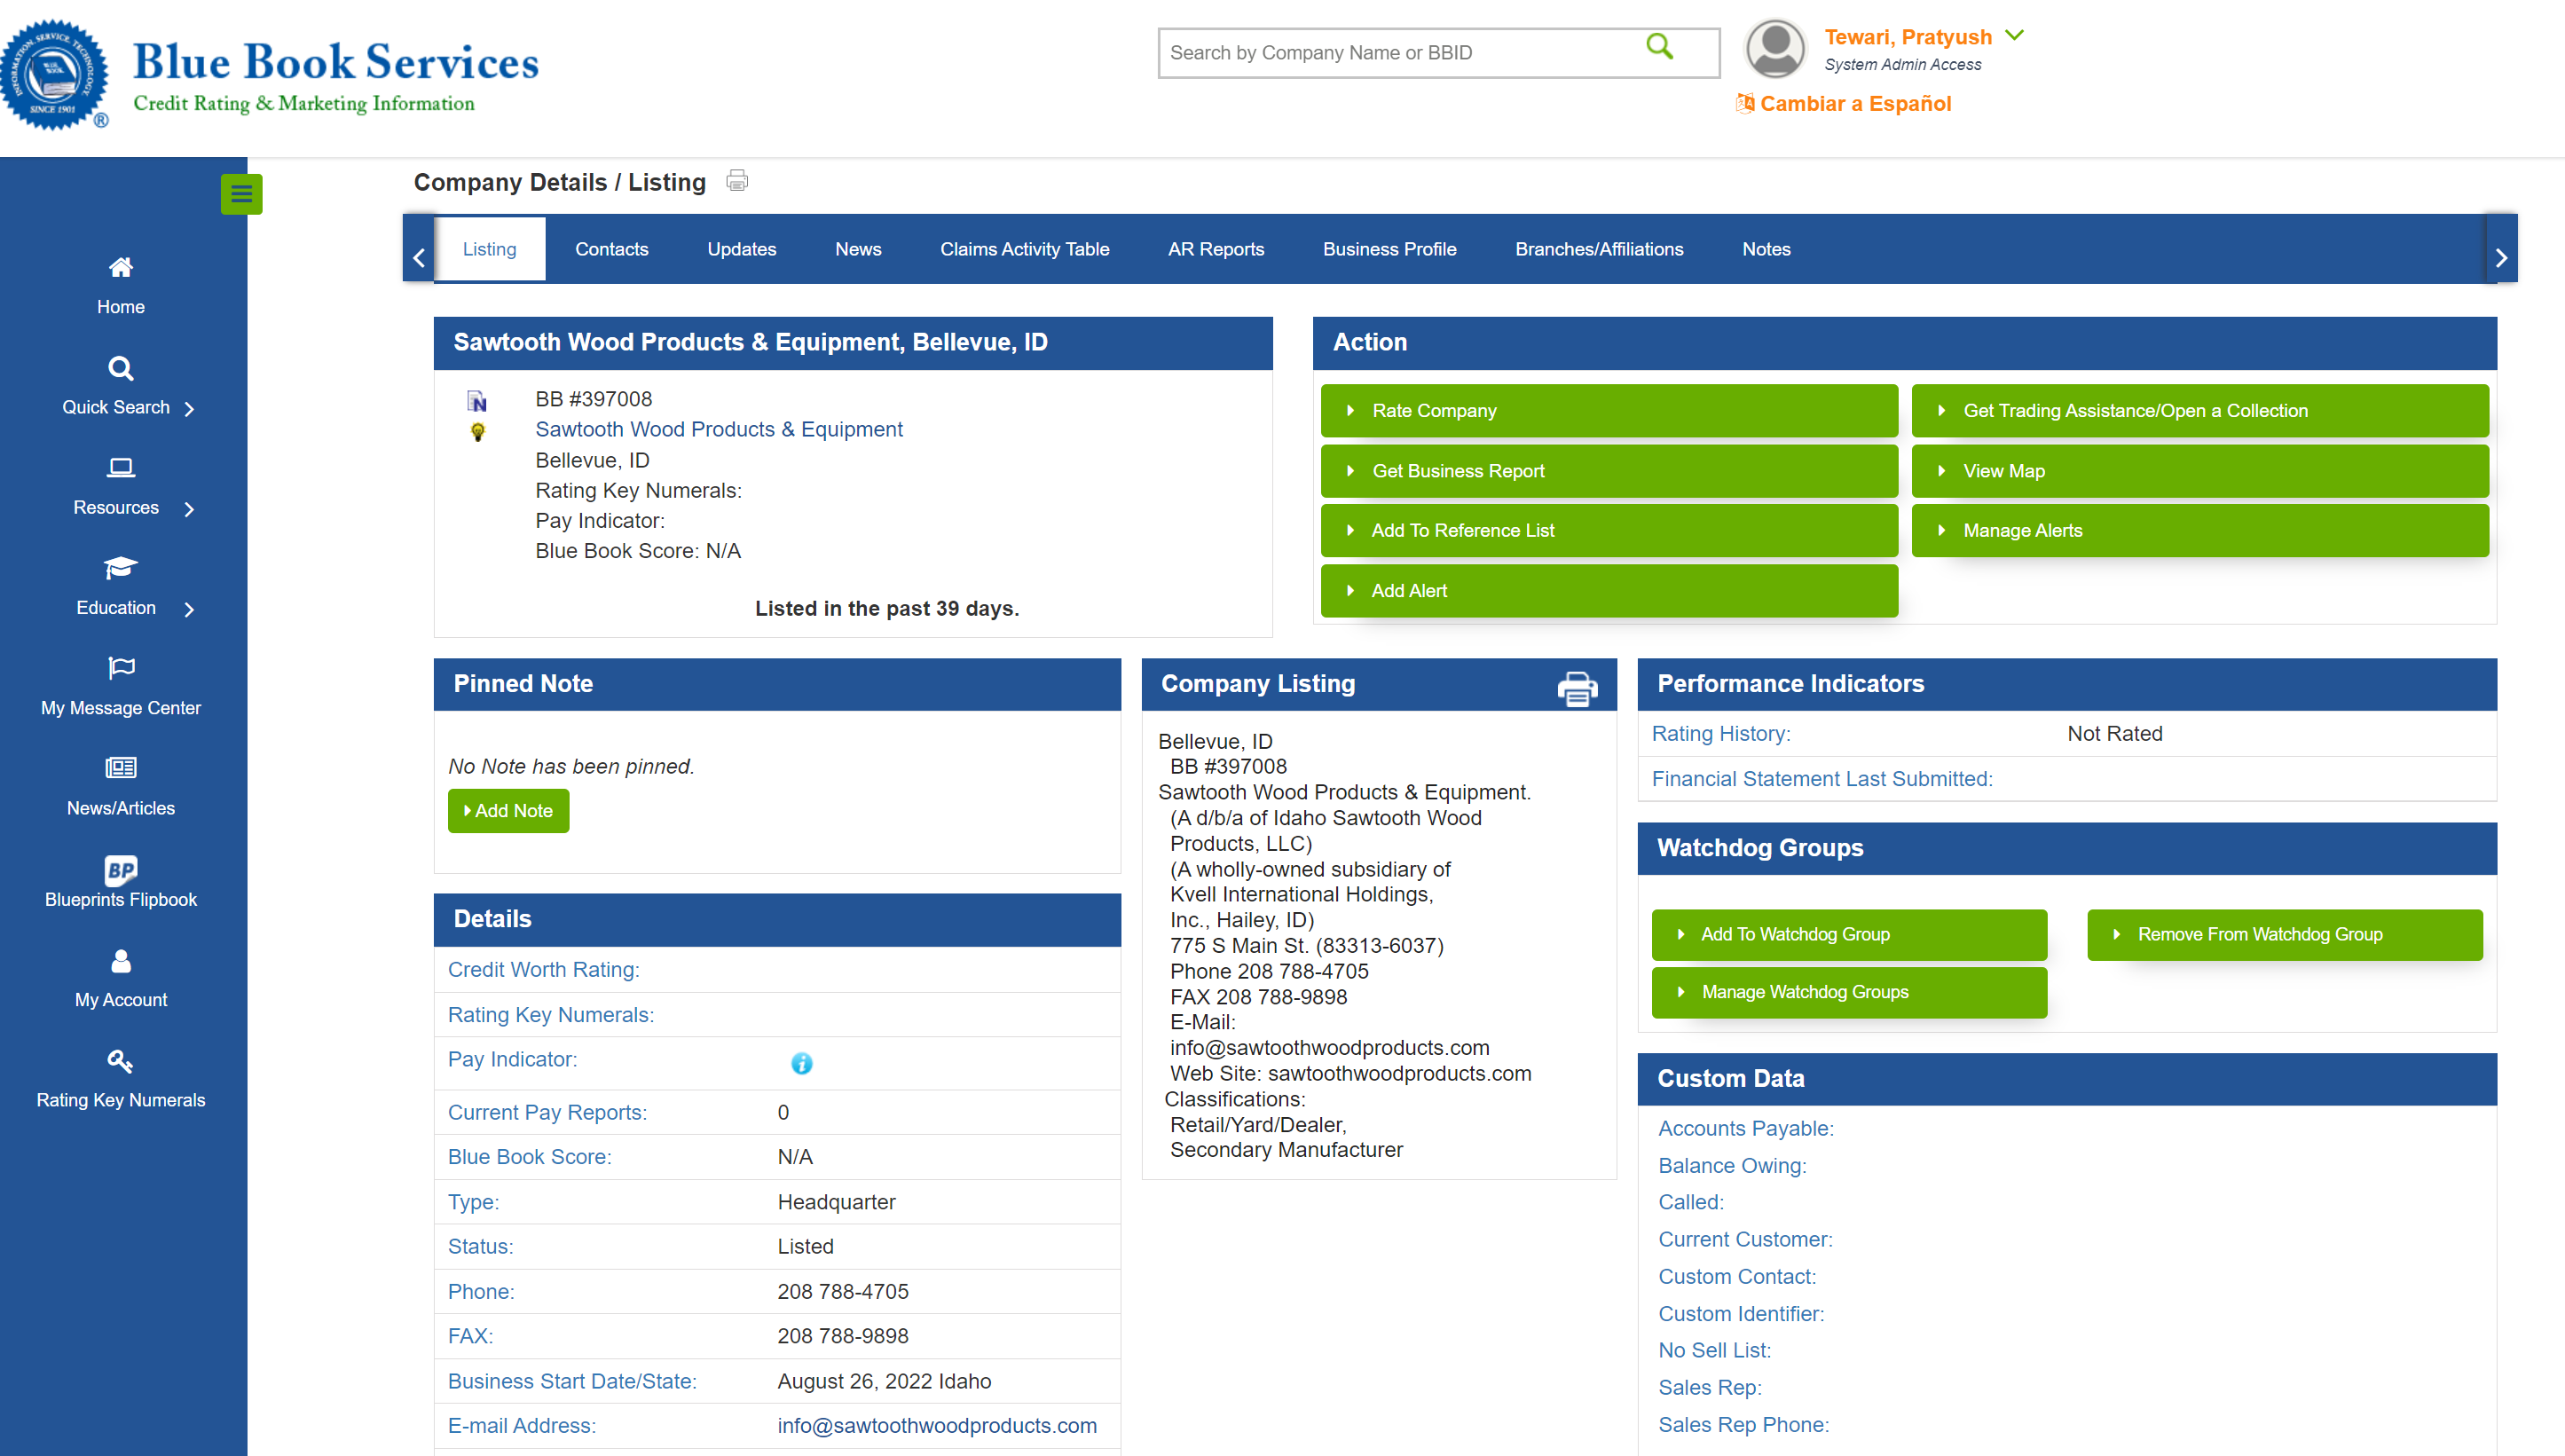 INFORMATION, SERVICE, TECHNOLOGY
BLUE BOOK
SINCE 1901
®
Blue Book Services
Credit Rating & Marketing Information
Search by Company Name or BBID
Tewari, Pratyush
System Admin Access
Cambiar a Español
Home
Quick Search
Resources
Education
My Message Center
News/Articles
BP
Blueprints Flipbook
My Account
Rating Key Numerals
Company Details / Listing
Listing
Contacts
Updates
News
Claims Activity Table
AR Reports
Business Profile
Branches/Affiliations
Notes
Sawtooth Wood Products & Equipment, Bellevue, ID
N
BB #397008
Sawtooth Wood Products & Equipment
Bellevue, ID
Rating Key Numerals:
Pay Indicator:
Blue Book Score: N/A
Listed in the past 39 days.
Action
Rate Company
Get Trading Assistance/Open a Collection
Get Business Report
View Map
Add To Reference List
Manage Alerts
Add Alert
Pinned Note
No Note has been pinned.
Add Note
Details
Credit Worth Rating:
Rating Key Numerals:
Pay Indicator:
i
Current Pay Reports: 0
Blue Book Score: N/A
Type: Headquarter
Status: Listed
Phone: 208 788-4705
FAX: 208 788-9898
Business Start Date/State: August 26, 2022 Idaho
E-mail Address: info@sawtoothwoodproducts.com
Company Listing
Bellevue, ID
BB #397008
Sawtooth Wood Products & Equipment.
(A d/b/a of Idaho Sawtooth Wood
Products, LLC)
(A wholly-owned subsidiary of
Kvell International Holdings,
Inc., Hailey, ID)
775 S Main St. (83313-6037)
Phone 208 788-4705
FAX 208 788-9898
E-Mail:
info@sawtoothwoodproducts.com
Web Site: sawtoothwoodproducts.com
Classifications:
Retail/Yard/Dealer,
Secondary Manufacturer
Performance Indicators
Rating History: Not Rated
Financial Statement Last Submitted:
Watchdog Groups
Add To Watchdog Group
Remove From Watchdog Group
Manage Watchdog Groups
Custom Data
Accounts Payable:
Balance Owing:
Called:
Current Customer:
Custom Contact:
Custom Identifier:
No Sell List:
Sales Rep:
Sales Rep Phone: